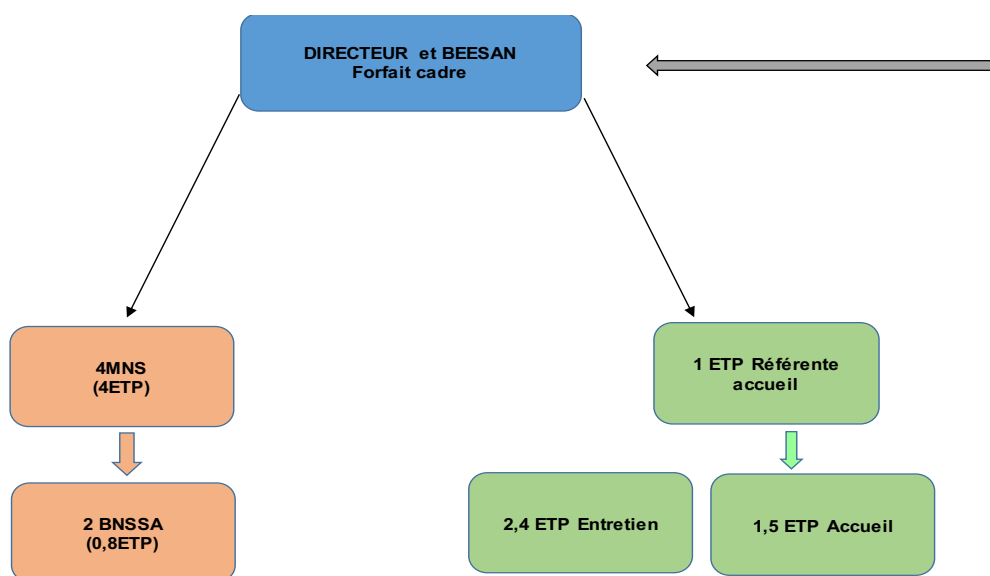 DIRECTEUR et BEESAN
Forfait cadre
4MNS
(4ETP)
1 ETP Référente
accueil
2 BNSSA
(0,8ETP)
2,4 ETP Entretien
1,5 ETP Accueil